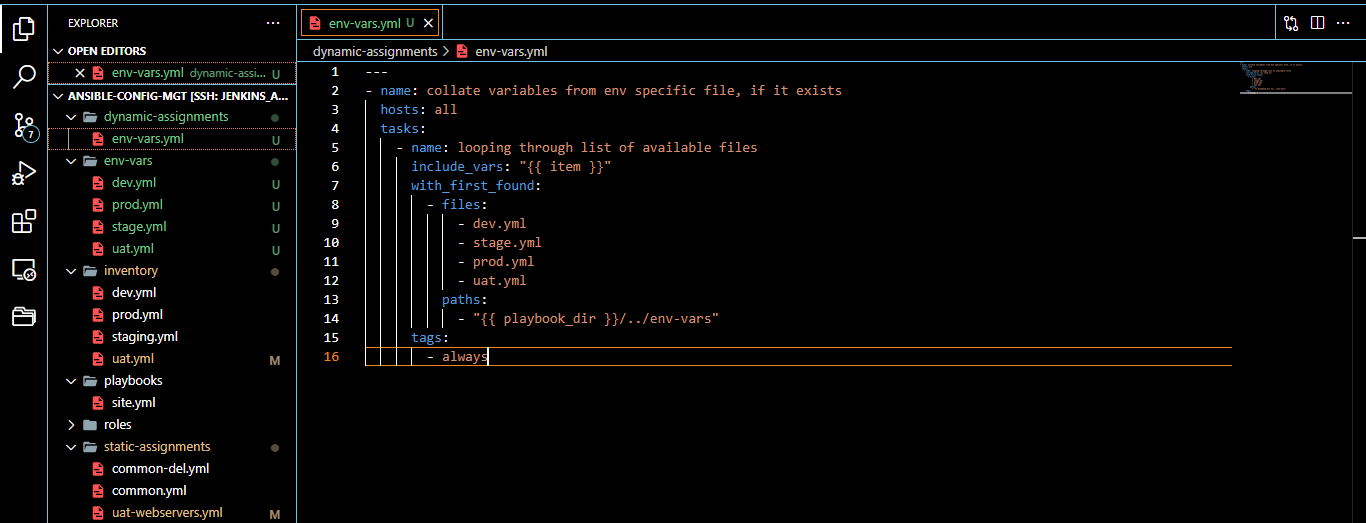 EXPLORER
OPEN EDITORS
env-vars.yml dynamic-assi... U
ANSIBLE-CONFIG-MGT [SSH: JENKINS_A...
dynamic-assignments
env-vars.yml U
env-vars
dev.yml U
prod.yml U
stage.yml U
uat.yml U
inventory
dev.yml
prod.yml
staging.yml
uat.yml M
playbooks
site.yml
roles
static-assignments
common-del.yml
common.yml
uat-webservers.yml M
7
env-vars.yml U
dynamic-assignments > env-vars.yml
1 ---
2 - name: collate variables from env specific file, if it exists
3 hosts: all
4 tasks:
5 - name: looping through list of available files
6 include_vars: "{{ item }}"
7 with_first_found:
8 - files:
9 - dev.yml
10 - stage.yml
11 - prod.yml
12 - uat.yml
13 paths:
14 - "{{ playbook_dir }}/../env-vars"
15 tags:
16 - always